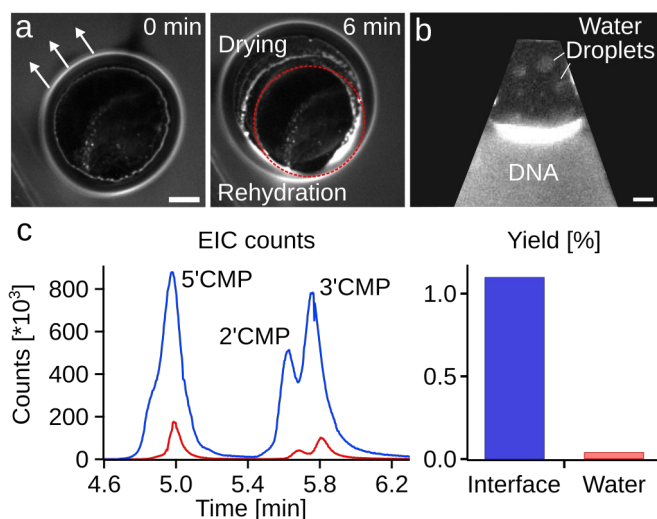 a
0 min
6 min
Drying
Rehydration
b
Water
Droplets
DNA
c
EIC counts
Counts [*10³]
800
600
400
200
0
5'CMP
2'CMP
3'CMP
4.6
5.0
5.4
5.8
6.2
Time [min]
Yield [%]
1.0
0.5
0.0
Interface
Water